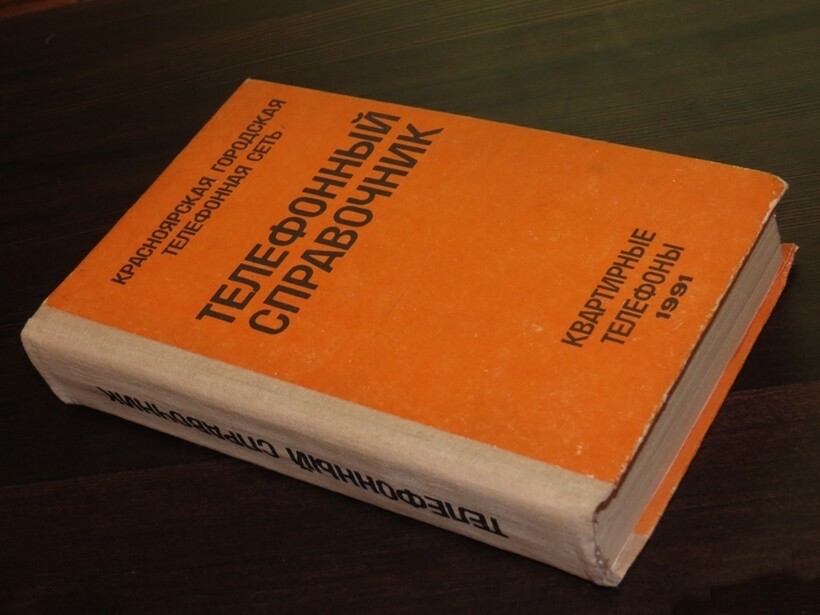 КРАСНОЯРСКАЯ ГОРОДСКАЯ
ТЕЛЕФОННАЯ СЕТЬ
ТЕЛЕФОННЫЙ
СПРАВОЧНИК
КВАРТИРНЫЕ
ТЕЛЕФОНЫ
1991
ТЕЛЕФОННЫЙ СПРАВОЧНИК